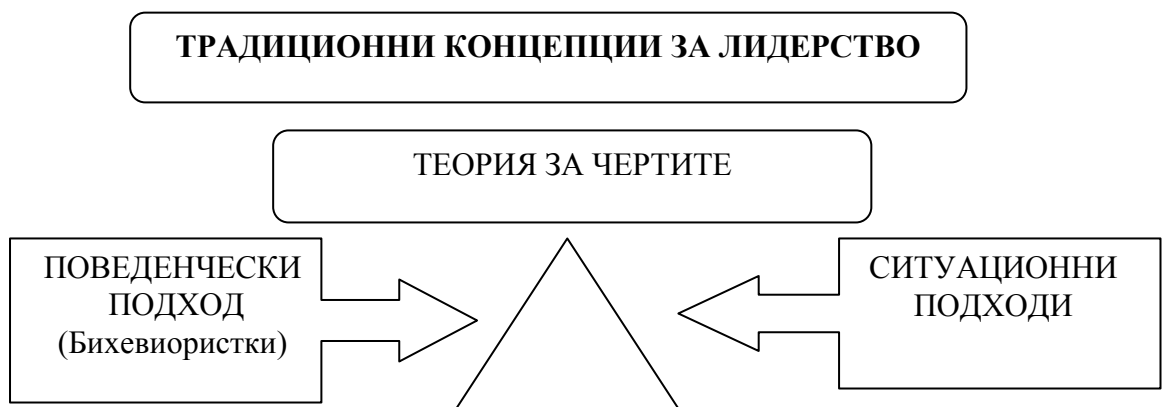 ТРАДИЦИОННИ КОНЦЕПЦИИ ЗА ЛИДЕРСТВО
ТЕОРИЯ ЗА ЧЕРТИТЕ
ПОВЕДЕНЧЕСКИ
ПОДХОД
(Бихевиористки)
СИТУАЦИОННИ
ПОДХОДИ